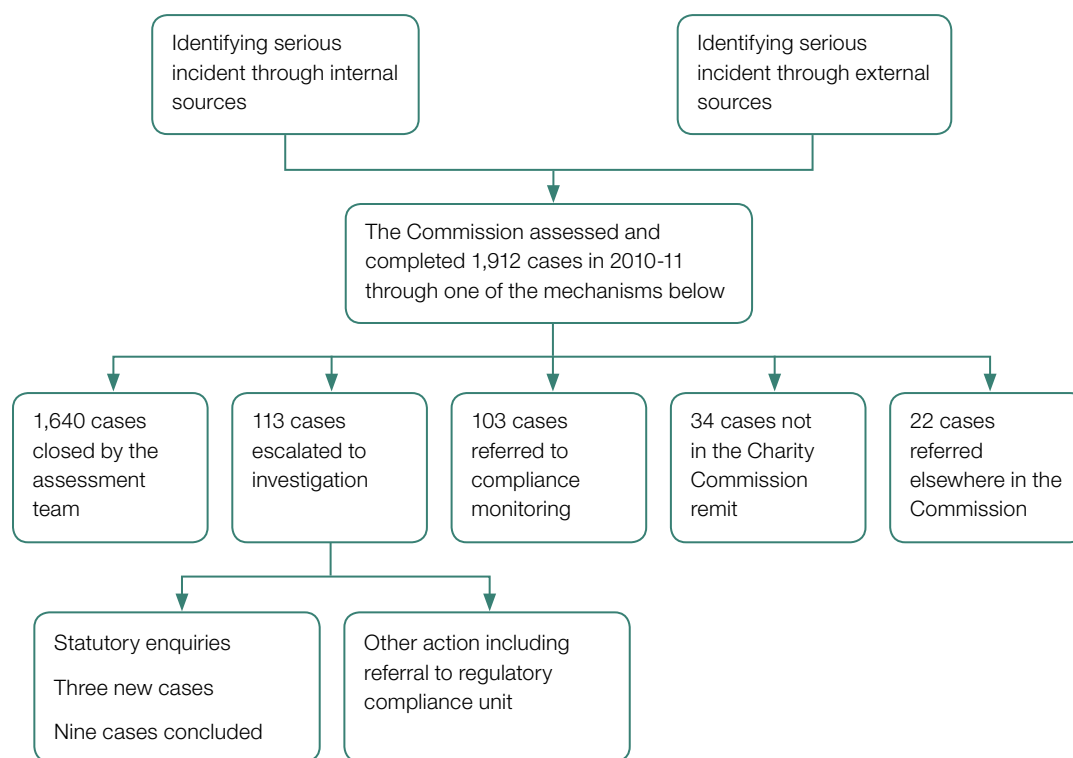 Identifying serious
incident through internal
sources
Identifying serious
incident through external
sources
The Commission assessed and
completed 1,912 cases in 2010-11
through one of the mechanisms below
1,640 cases
closed by the
assessment
team
113 cases
escalated to
investigation
103 cases
referred to
compliance
monitoring
34 cases not
in the Charity
Commission
remit
22 cases
referred
elsewhere in the
Commission
Statutory enquiries
Three new cases
Nine cases concluded
Other action including
referral to regulatory
compliance unit